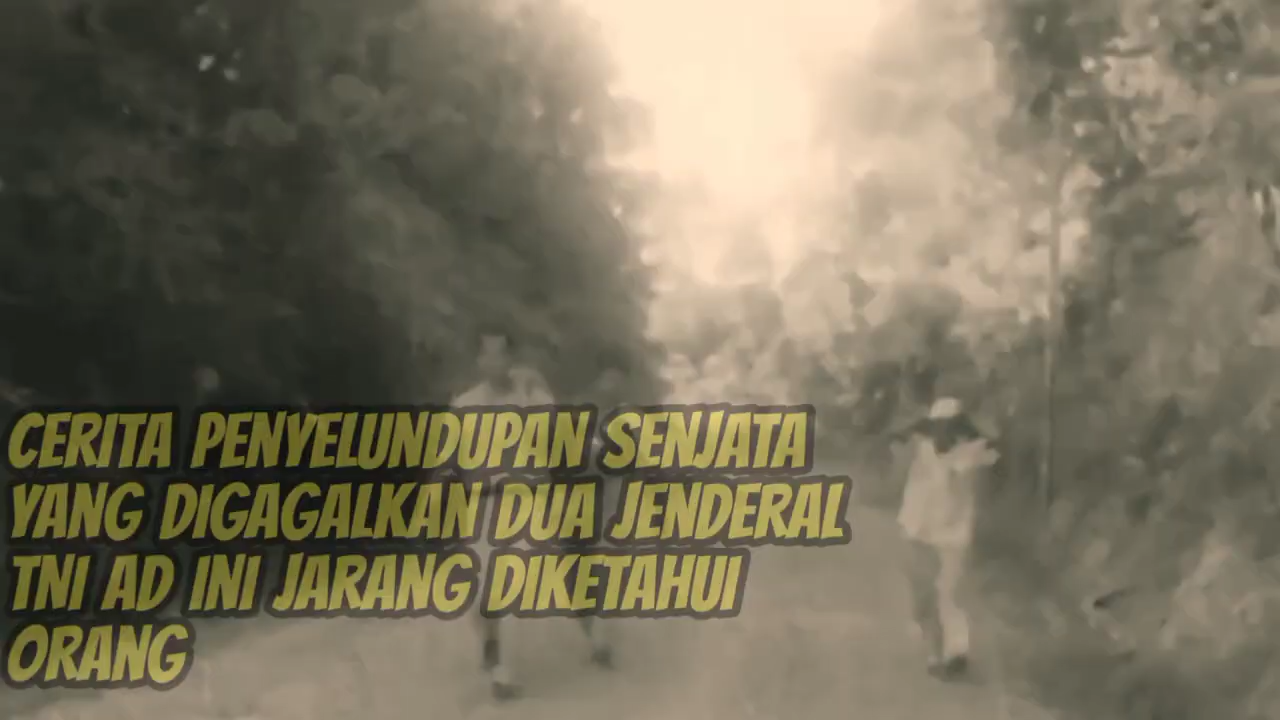 CERITA PENYELUNDUPAN SENJATA
YANG DIGAGALKAN DUA JENDERAL
TNI AD INI JARANG DIKETAHUI
ORANG